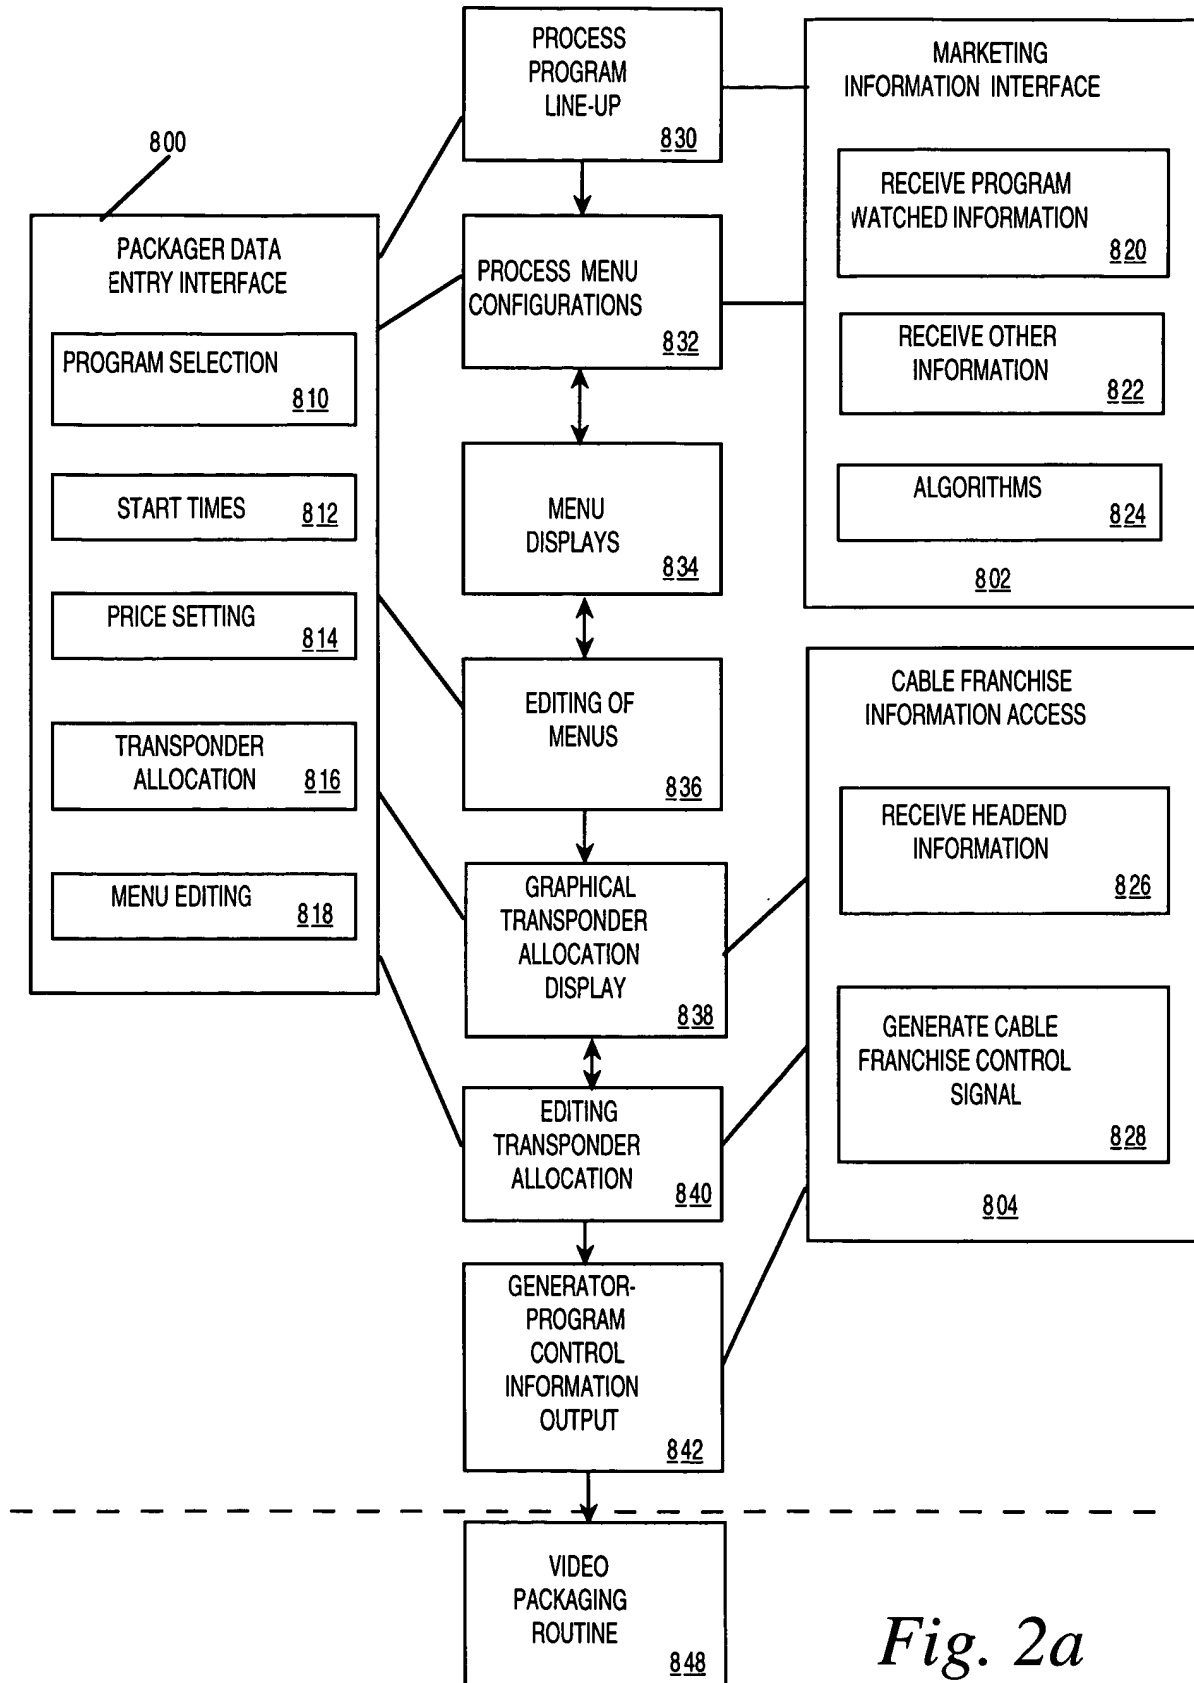 PROCESS
PROGRAM
LINE-UP
830
MARKETING
INFORMATION INTERFACE
RECEIVE PROGRAM
WATCHED INFORMATION
820
RECEIVE OTHER
INFORMATION
822
ALGORITHMS
824
802
800
PACKAGER DATA
ENTRY INTERFACE
PROGRAM SELECTION
810
START TIMES
812
PRICE SETTING
814
TRANSPONDER
ALLOCATION
816
MENU EDITING
818
PROCESS MENU
CONFIGURATIONS
832
MENU
DISPLAYS
834
EDITING OF
MENUS
836
GRAPHICAL
TRANSPONDER
ALLOCATION
DISPLAY
838
EDITING
TRANSPONDER
ALLOCATION
840
GENERATOR-
PROGRAM
CONTROL
INFORMATION
OUTPUT
842
CABLE FRANCHISE
INFORMATION ACCESS
RECEIVE HEADEND
INFORMATION
826
GENERATE CABLE
FRANCHISE CONTROL
SIGNAL
828
804
VIDEO
PACKAGING
ROUTINE
848
Fig. 2a